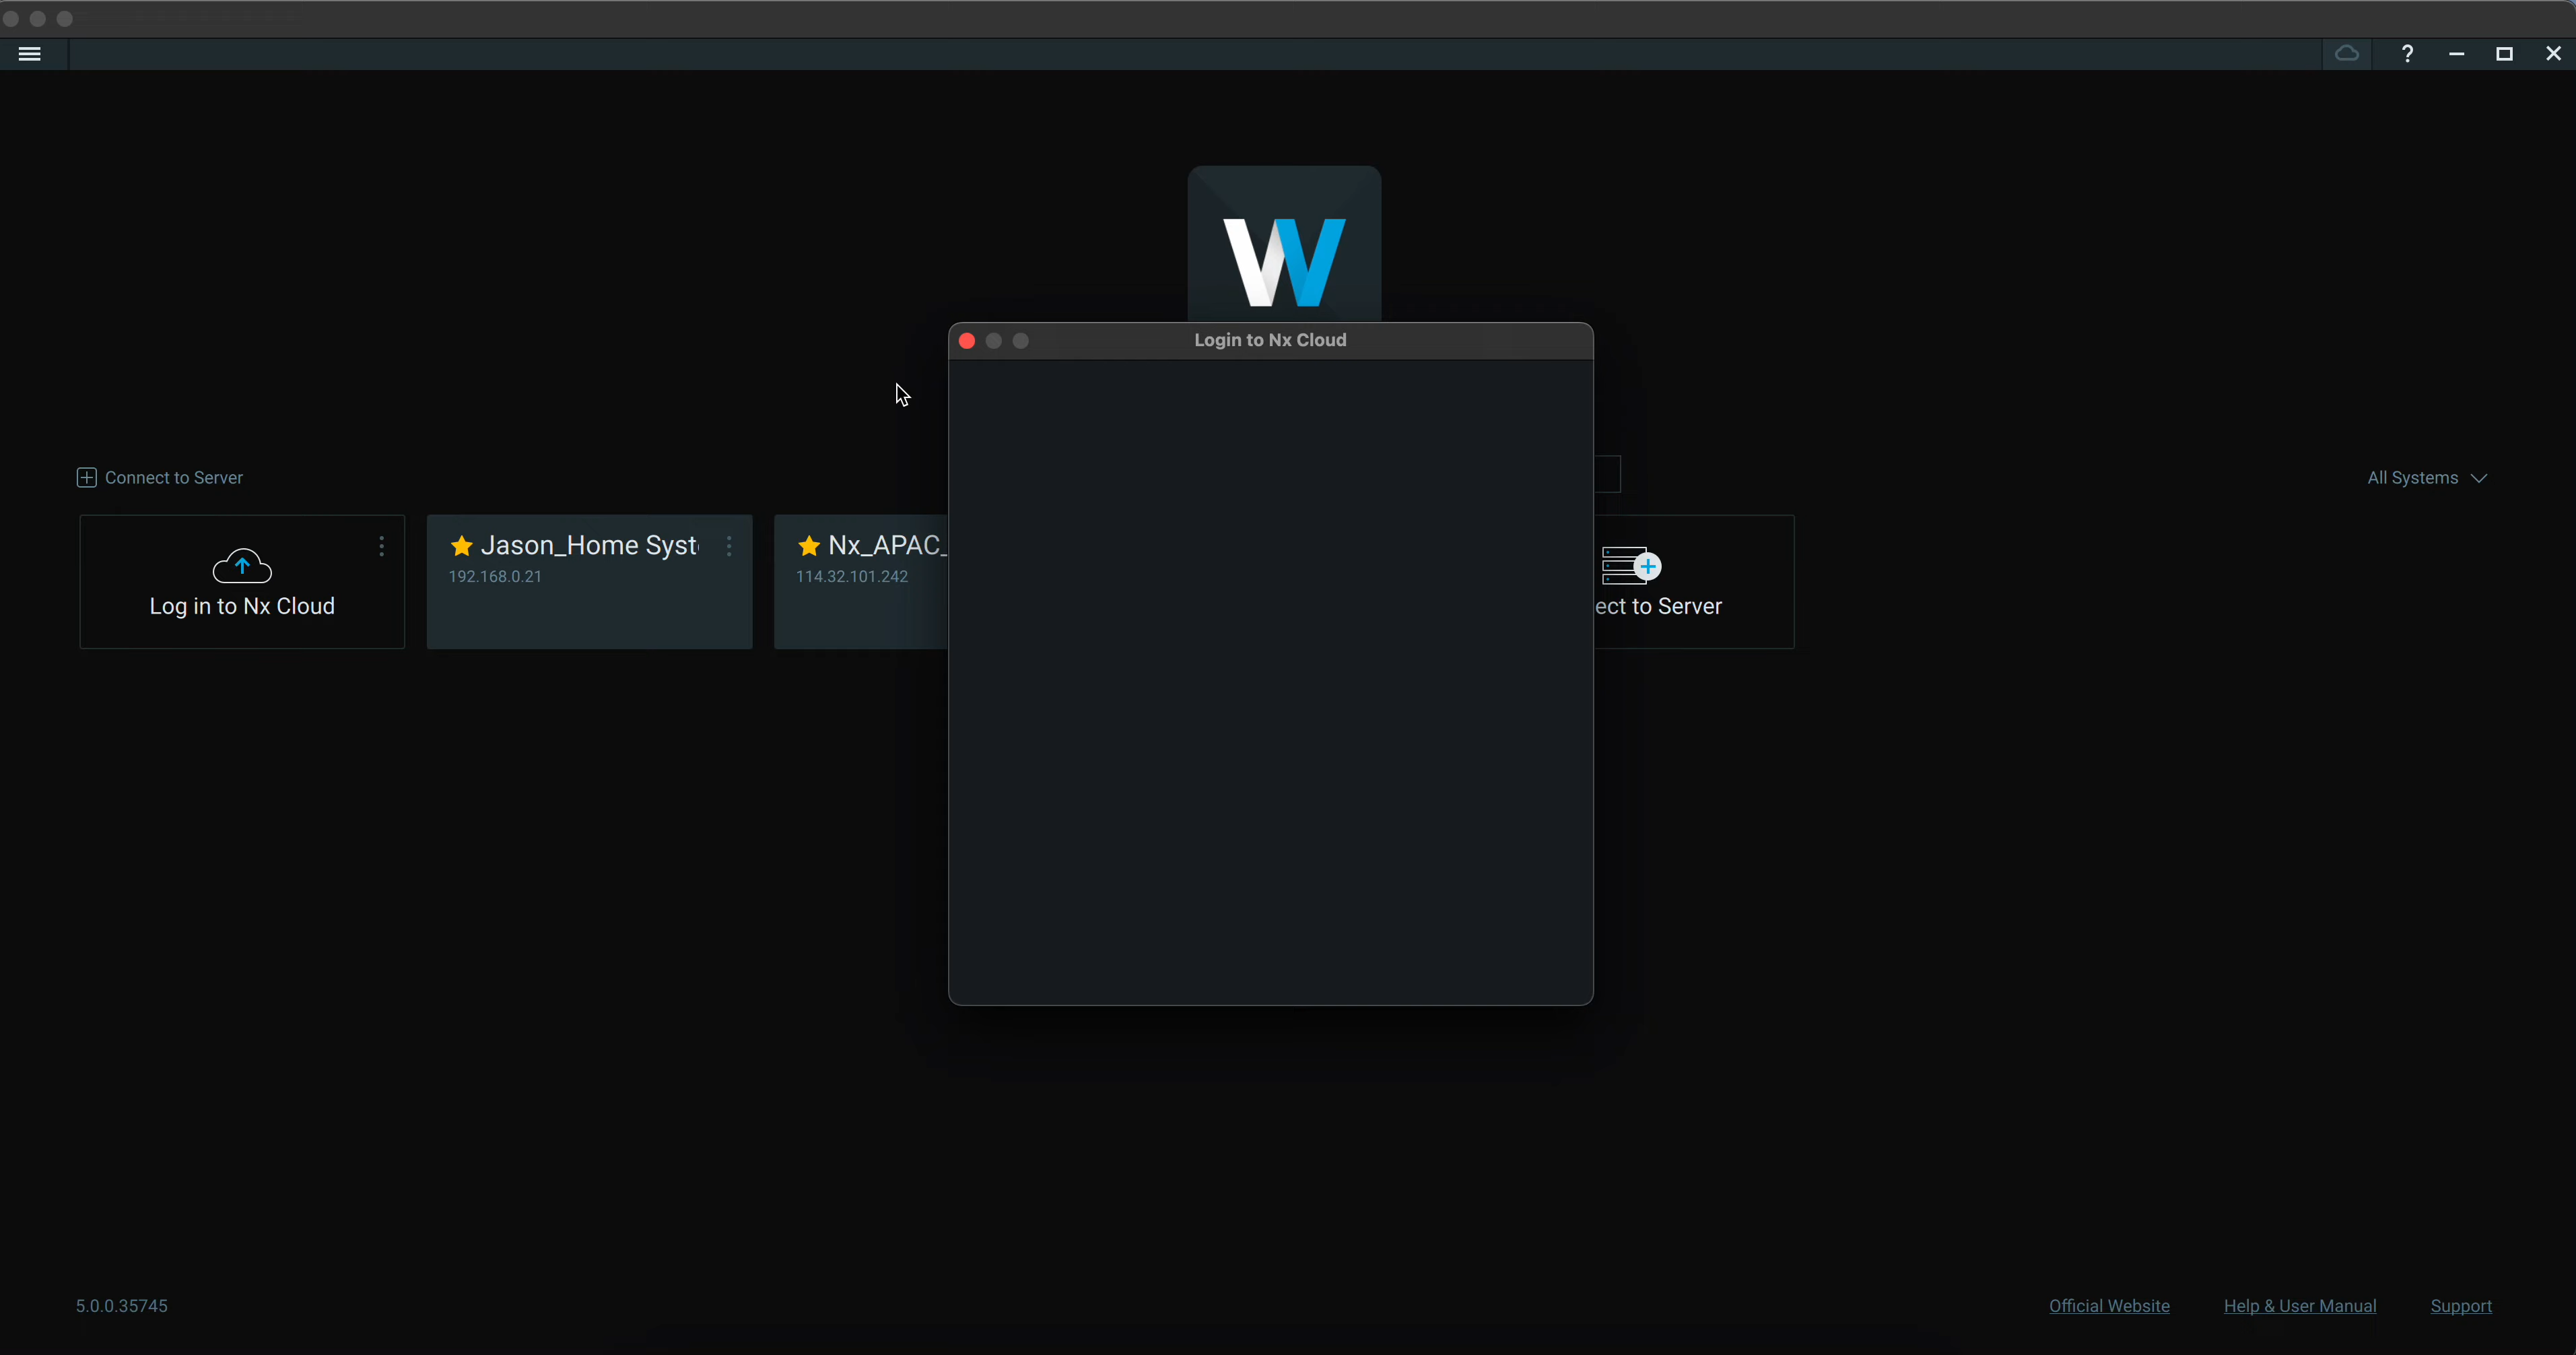 Login to Nx Cloud
Connect to Server
All Systems
Log in to Nx Cloud
Jason_Home Syst
192.168.0.21
Nx_APAC_
114.32.101.242
ect to Server
5.0.0.35745
Official Website
Help & User Manual
Support